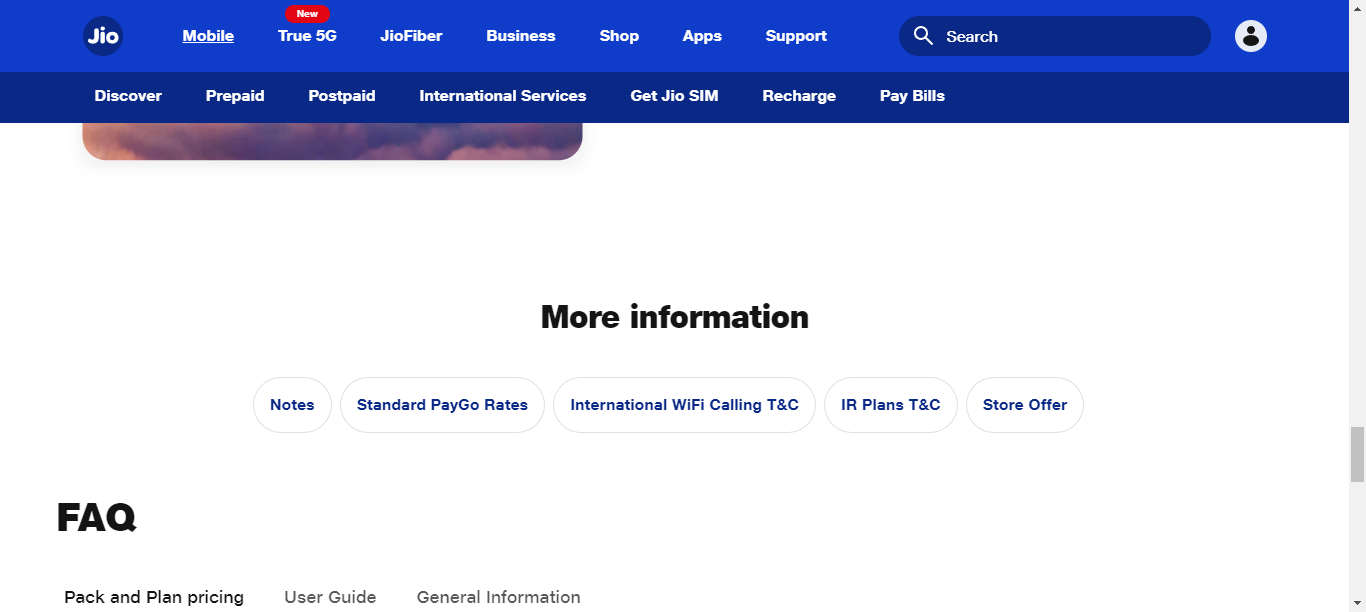 New
Jio Mobile True 5G JioFiber Business Shop Apps Support Search
Discover Prepaid Postpaid International Services Get Jio SIM Recharge Pay Bills
More information
Notes Standard PayGo Rates International WiFi Calling T&C IR Plans T&C Store Offer
FAQ
Pack and Plan pricing User Guide General Information